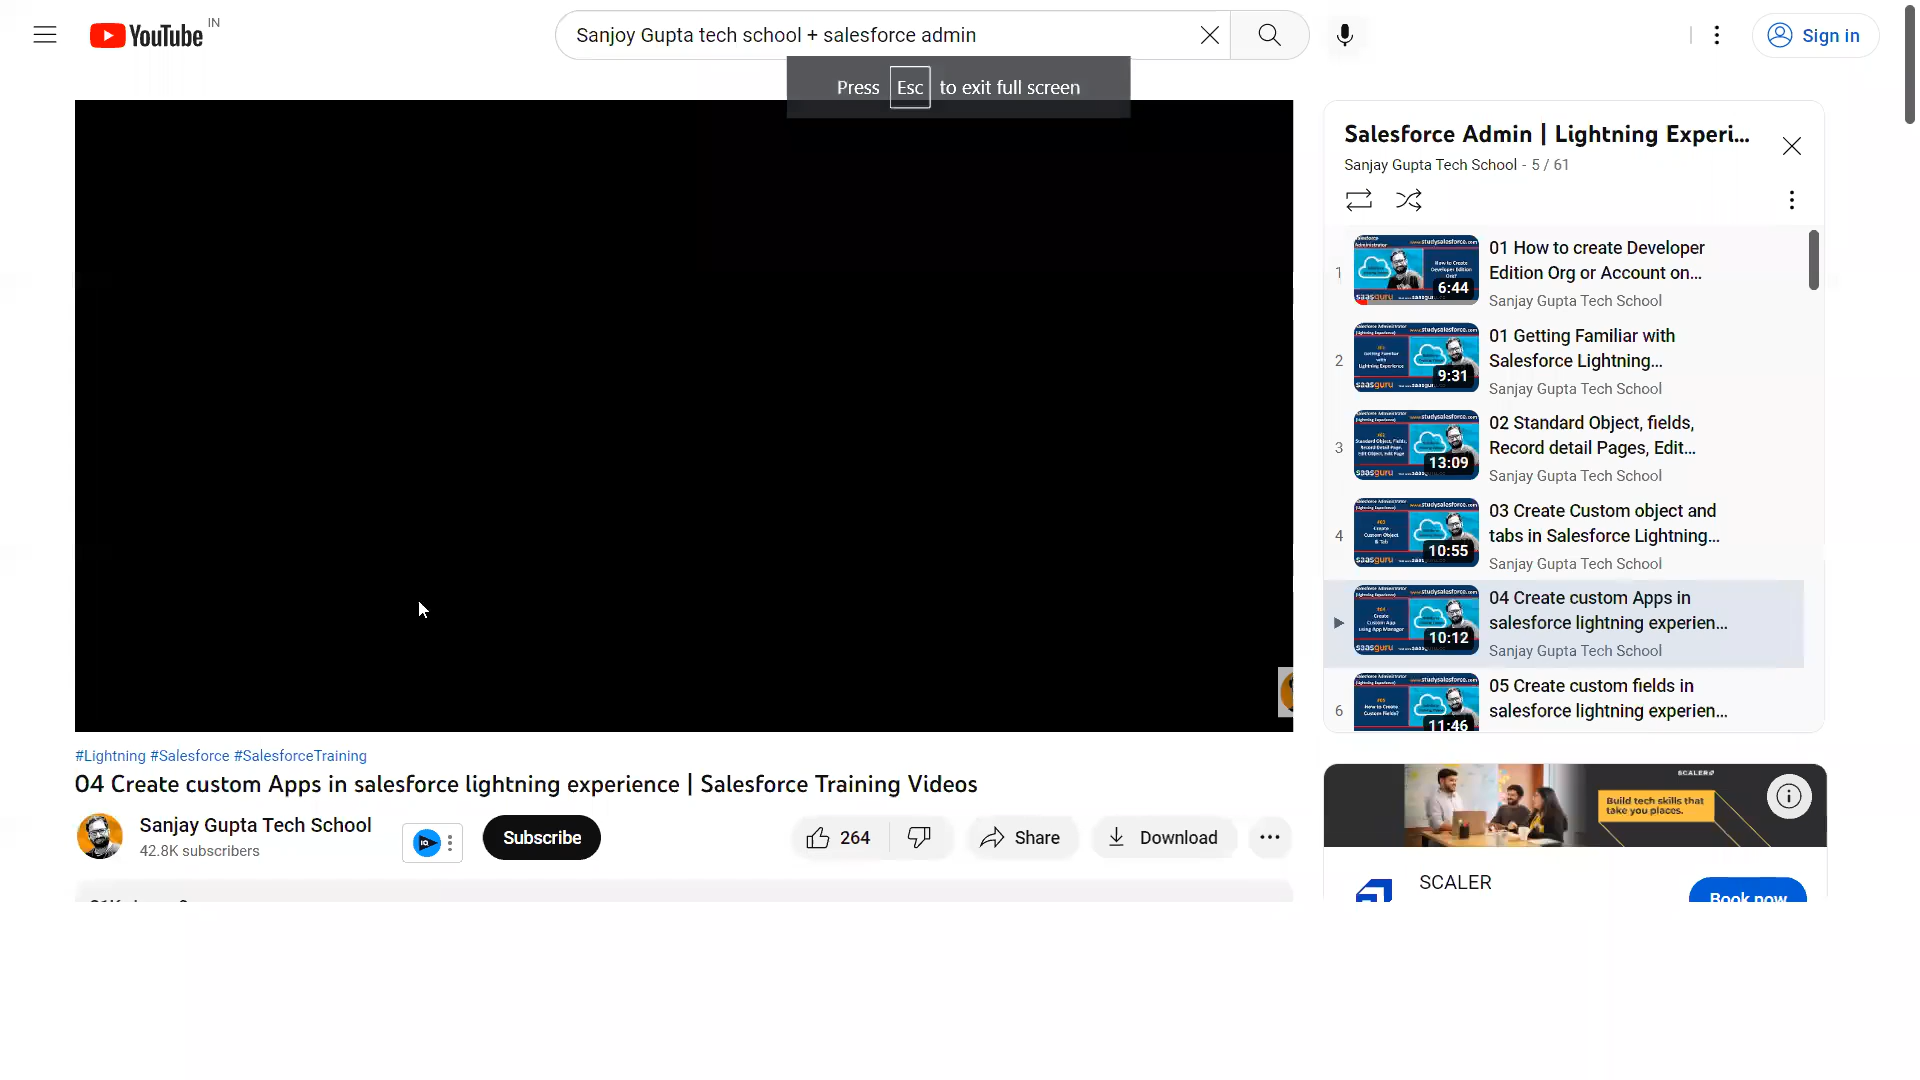 YouTube IN
Sanjoy Gupta tech school + salesforce admin
Sign in
Press Esc to exit full screen
Salesforce Admin | Lightning Experi...
Sanjay Gupta Tech School - 5 / 61
1
6:44
01 How to create Developer
Edition Org or Account on...
Sanjay Gupta Tech School
2
9:31
01 Getting Familiar with
Salesforce Lightning...
Sanjay Gupta Tech School
3
13:09
02 Standard Object, fields,
Record detail Pages, Edit...
Sanjay Gupta Tech School
4
10:55
03 Create Custom object and
tabs in Salesforce Lightning...
Sanjay Gupta Tech School
10:12
04 Create custom Apps in
salesforce lightning experien...
Sanjay Gupta Tech School
6
11:46
05 Create custom fields in
salesforce lightning experien...
#Lightning #Salesforce #SalesforceTraining
04 Create custom Apps in salesforce lightning experience | Salesforce Training Videos
Sanjay Gupta Tech School
42.8K subscribers
Subscribe
264
Share
Download
SCALER
Build tech skills that
take you places.
SCALER
Book now